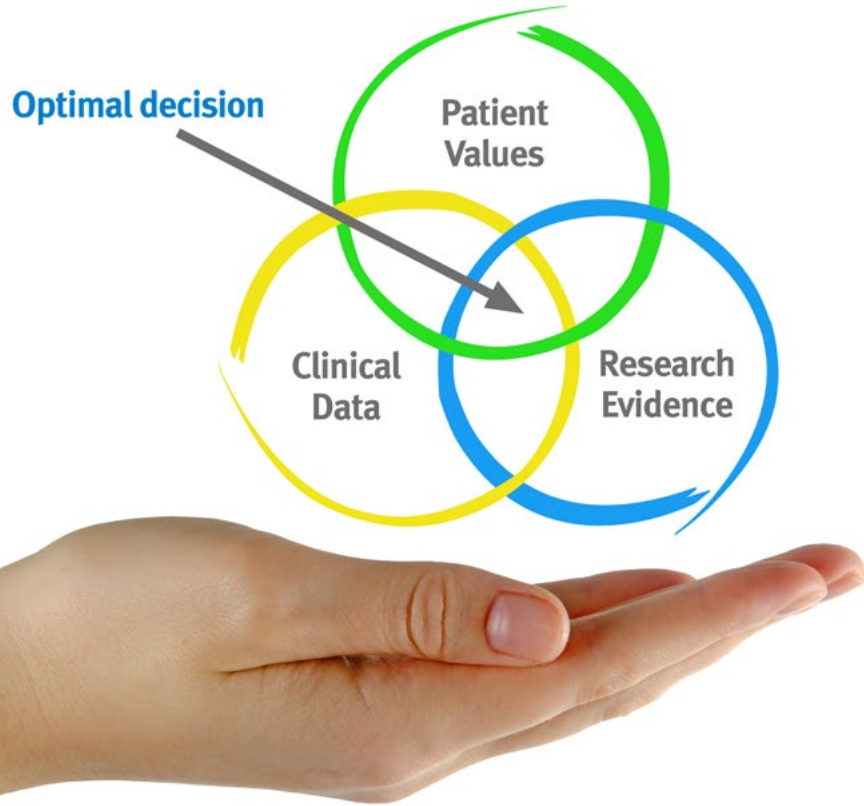 Optimal decision
Patient
Values
Clinical
Data
Research
Evidence